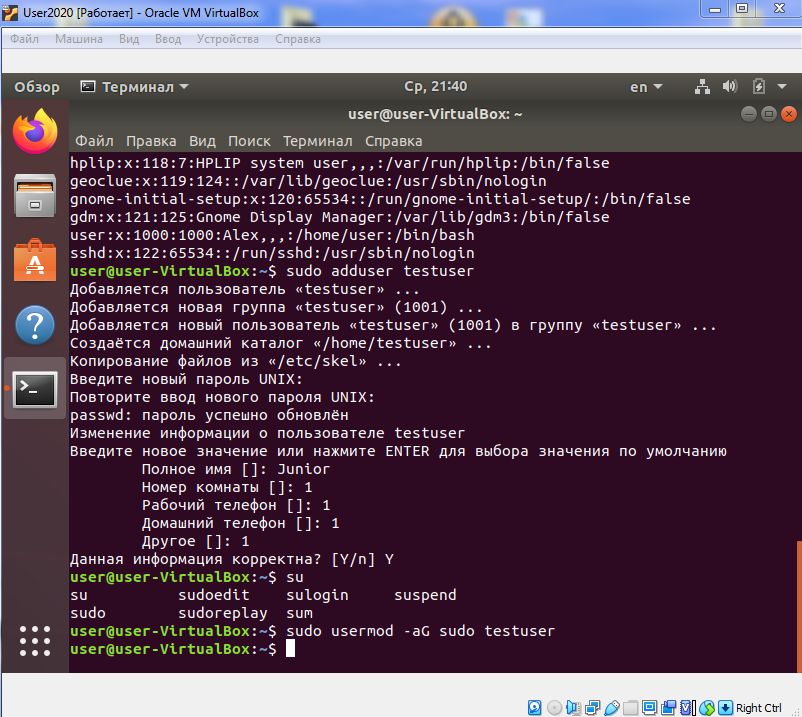 User2020 [Работает] - Oracle VM VirtualBox
Файл Машина Вид Ввод Устройства Справка
Обзор Терминал Ср, 21:40 en
user@user-VirtualBox: ~
Файл Правка Вид Поиск Терминал Справка
hplip:x:118:7:HPLIP system user,,,:/var/run/hplip:/bin/false
geoclue:x:119:124::/var/lib/geoclue:/usr/sbin/nologin
gnome-initial-setup:x:120:65534::/run/gnome-initial-setup/:/bin/false
gdm:x:121:125:Gnome Display Manager:/var/lib/gdm3:/bin/false
user:x:1000:1000:Alex,,,:/home/user:/bin/bash
sshd:x:122:65534::/run/sshd:/usr/sbin/nologin
user@user-VirtualBox:~$ sudo adduser testuser
Добавляется пользователь «testuser» ...
Добавляется новая группа «testuser» (1001) ...
Добавляется новый пользователь «testuser» (1001) в группу «testuser» ...
Создаётся домашний каталог «/home/testuser» ...
Копирование файлов из «/etc/skel» ...
Введите новый пароль UNIX:
Повторите ввод нового пароля UNIX:
passwd: пароль успешно обновлён
Изменение информации о пользователе testuser
Введите новое значение или нажмите ENTER для выбора значения по умолчанию
Полное имя []: Junior
Номер комнаты []: 1
Рабочий телефон []: 1
Домашний телефон []: 1
Другое []: 1
Данная информация корректна? [Y/n] Y
user@user-VirtualBox:~$ su
su sudoedit sulogin suspend
sudo sudoreplay sum
user@user-VirtualBox:~$ sudo usermod -aG sudo testuser
user@user-VirtualBox:~$
Right Ctrl